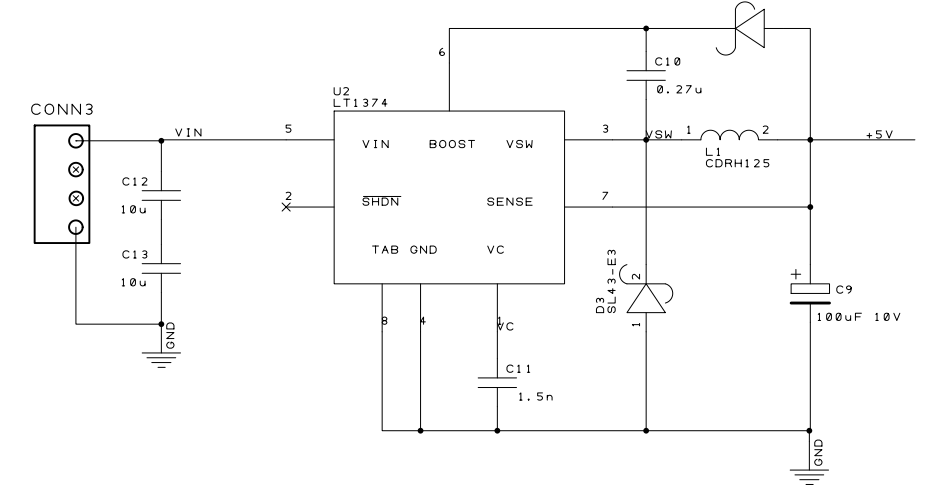 6
C10
0.27u
U2
LT1374
CONN3
VIN
5
3
VSW
1
2
+5V
L1
CDRH125
VIN
BOOST
VSW
C12
10u
2
SHDN
SENSE
7
TAB
GND
VC
C13
10u
D3
SL43-E3
2
1
+
C9
100uF 10V
8
4
1
VC
GND
C11
1.5n
GND